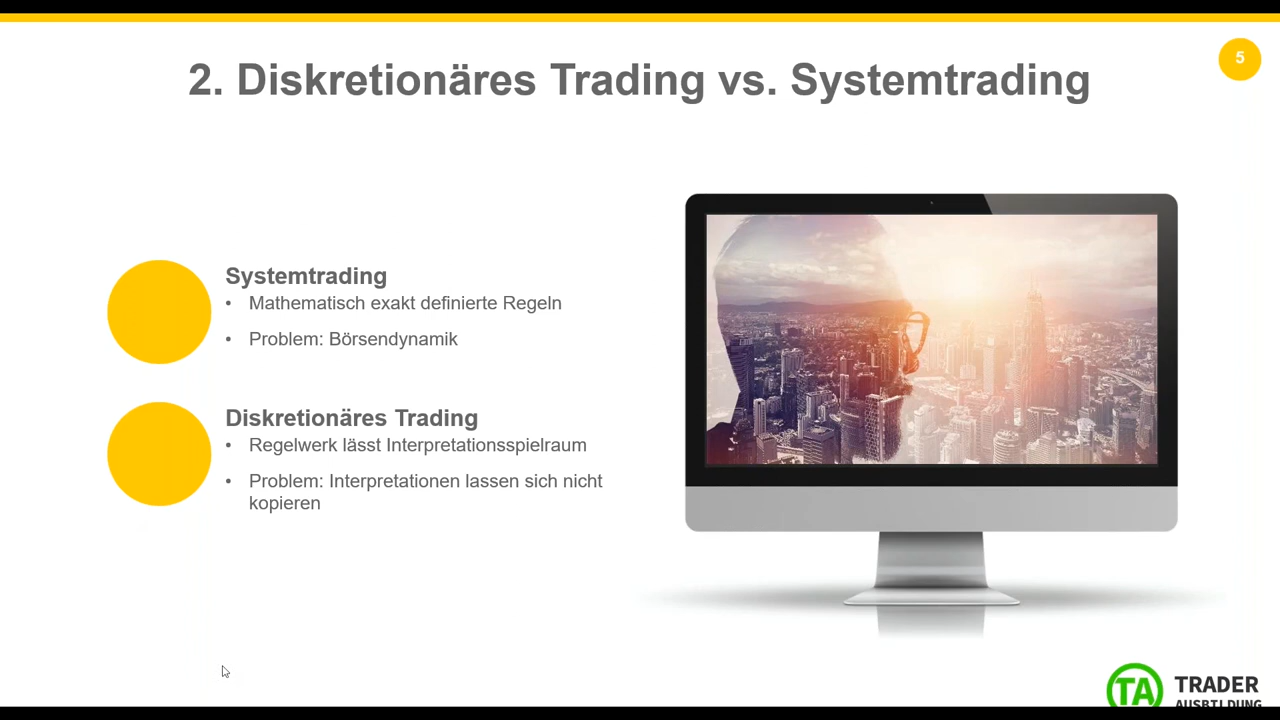 5
2. Diskretionäres Trading vs. Systemtrading
Systemtrading
• Mathematisch exakt definierte Regeln
• Problem: Börsendynamik
Diskretionäres Trading
• Regelwerk lässt Interpretationsspielraum
• Problem: Interpretationen lassen sich nicht
kopieren
TA TRADER
AUSBILDUNG